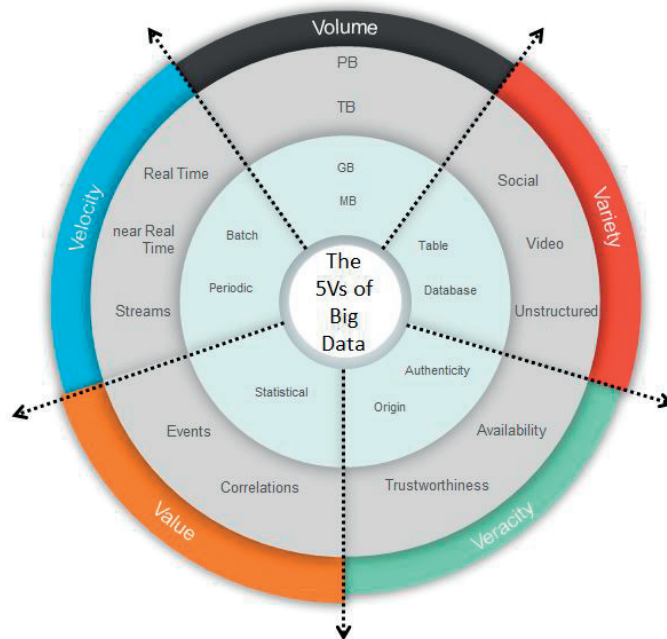 Volume
PB
TB
GB
MB
Velocity
Real Time
near Real
Time
Streams
Batch
Periodic
Variety
Social
Video
Unstructured
Table
Database
The
5Vs of
Big
Data
Statistical
Events
Correlations
Value
Authenticity
Origin
Availability
Trustworthiness
Veracity